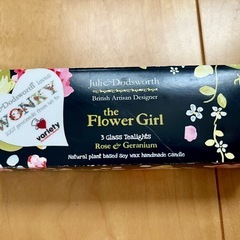 Julie Dodsworth
British Artisan Designer
the
Flower Girl
3 Glass Tealights
Rose & Geranium
Natural plant based Soy wax handmade candle
Dodsworth
WONKY
variety